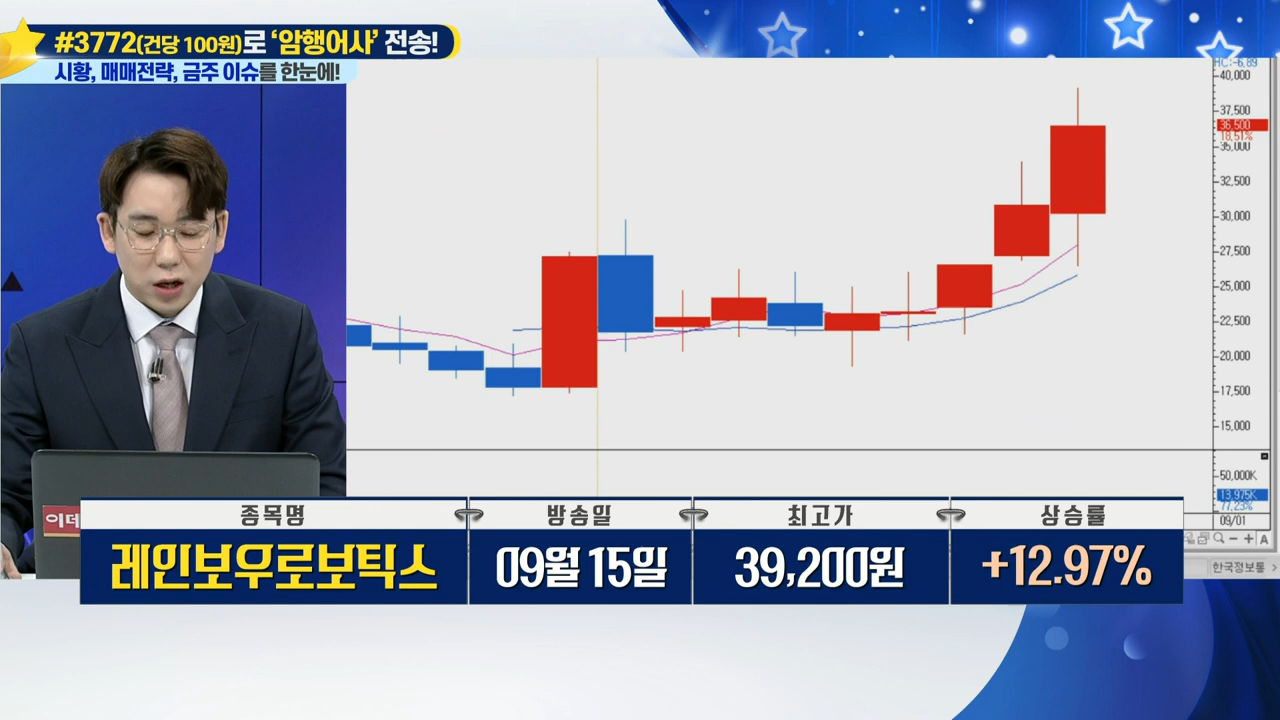 #3772(건당 100원)로 '암행어사' 전송!
시황, 매매전략, 금주 이슈를 한눈에!
HC:-6.89
40,000
37,500
36,500
18.51%
35,000
32,500
30,000
27,500
25,000
22,500
20,000
17,500
15,000
50,000K
13,975K
77.23%
09/01
A
한국정보통
이데
종목명 방송일 최고가 상승률
레인보우로보틱스 09월 15일 39,200원 +12.97%